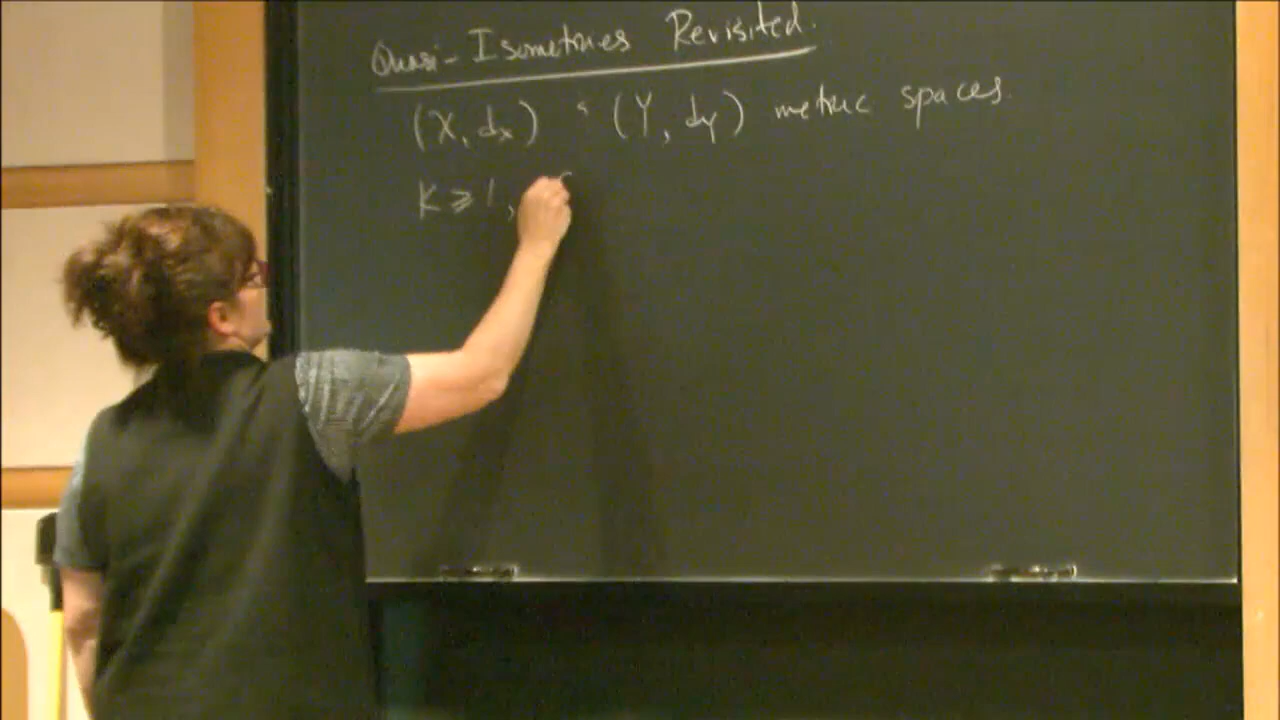 Quasi-Isometries Revisited.
(X, dx) (Y, dy) metric spaces.
K ⩾ 1,